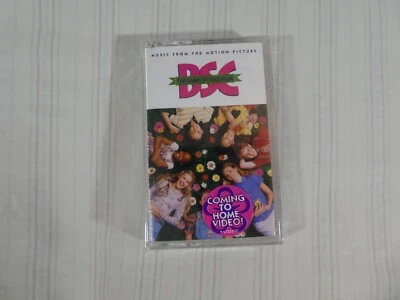 MUSIC FROM THE MOTION PICTURE
BSC
COMING
TO
HOME
VIDEO!